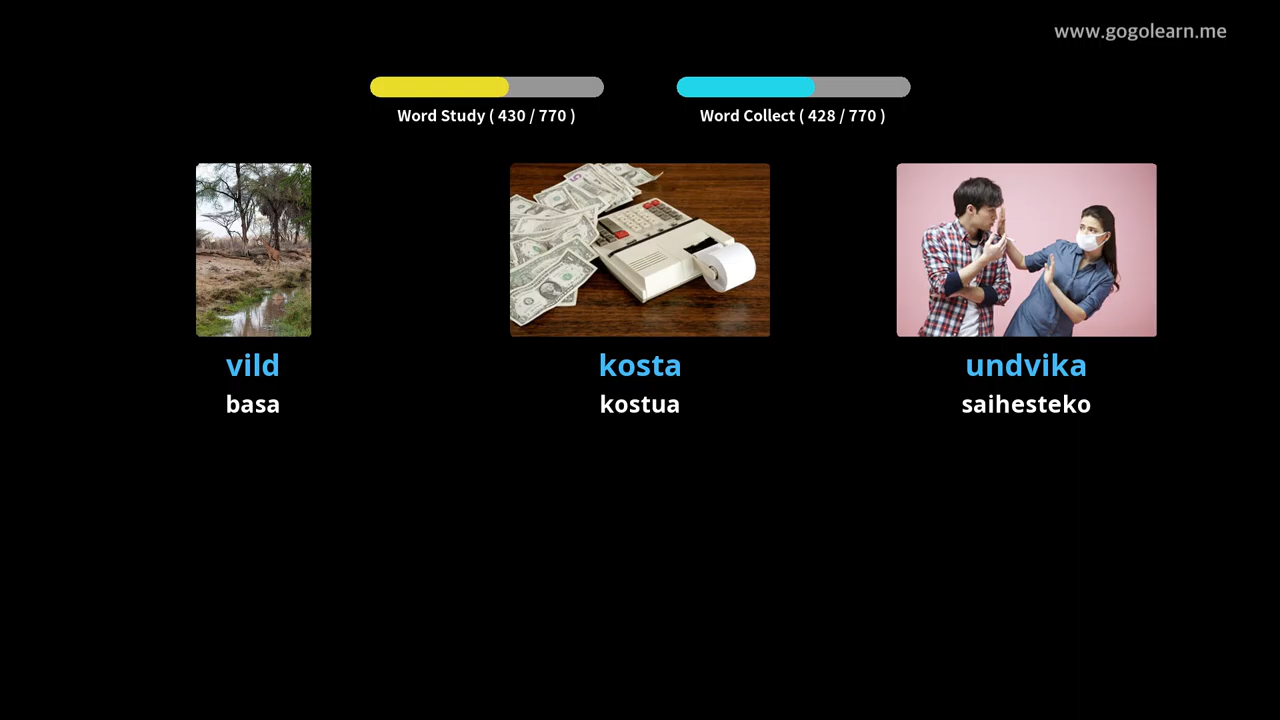 www.gogolearn.me
Word Study ( 430 / 770 )
Word Collect ( 428 / 770 )
vild
basa
kosta
kostua
undvika
saihesteko